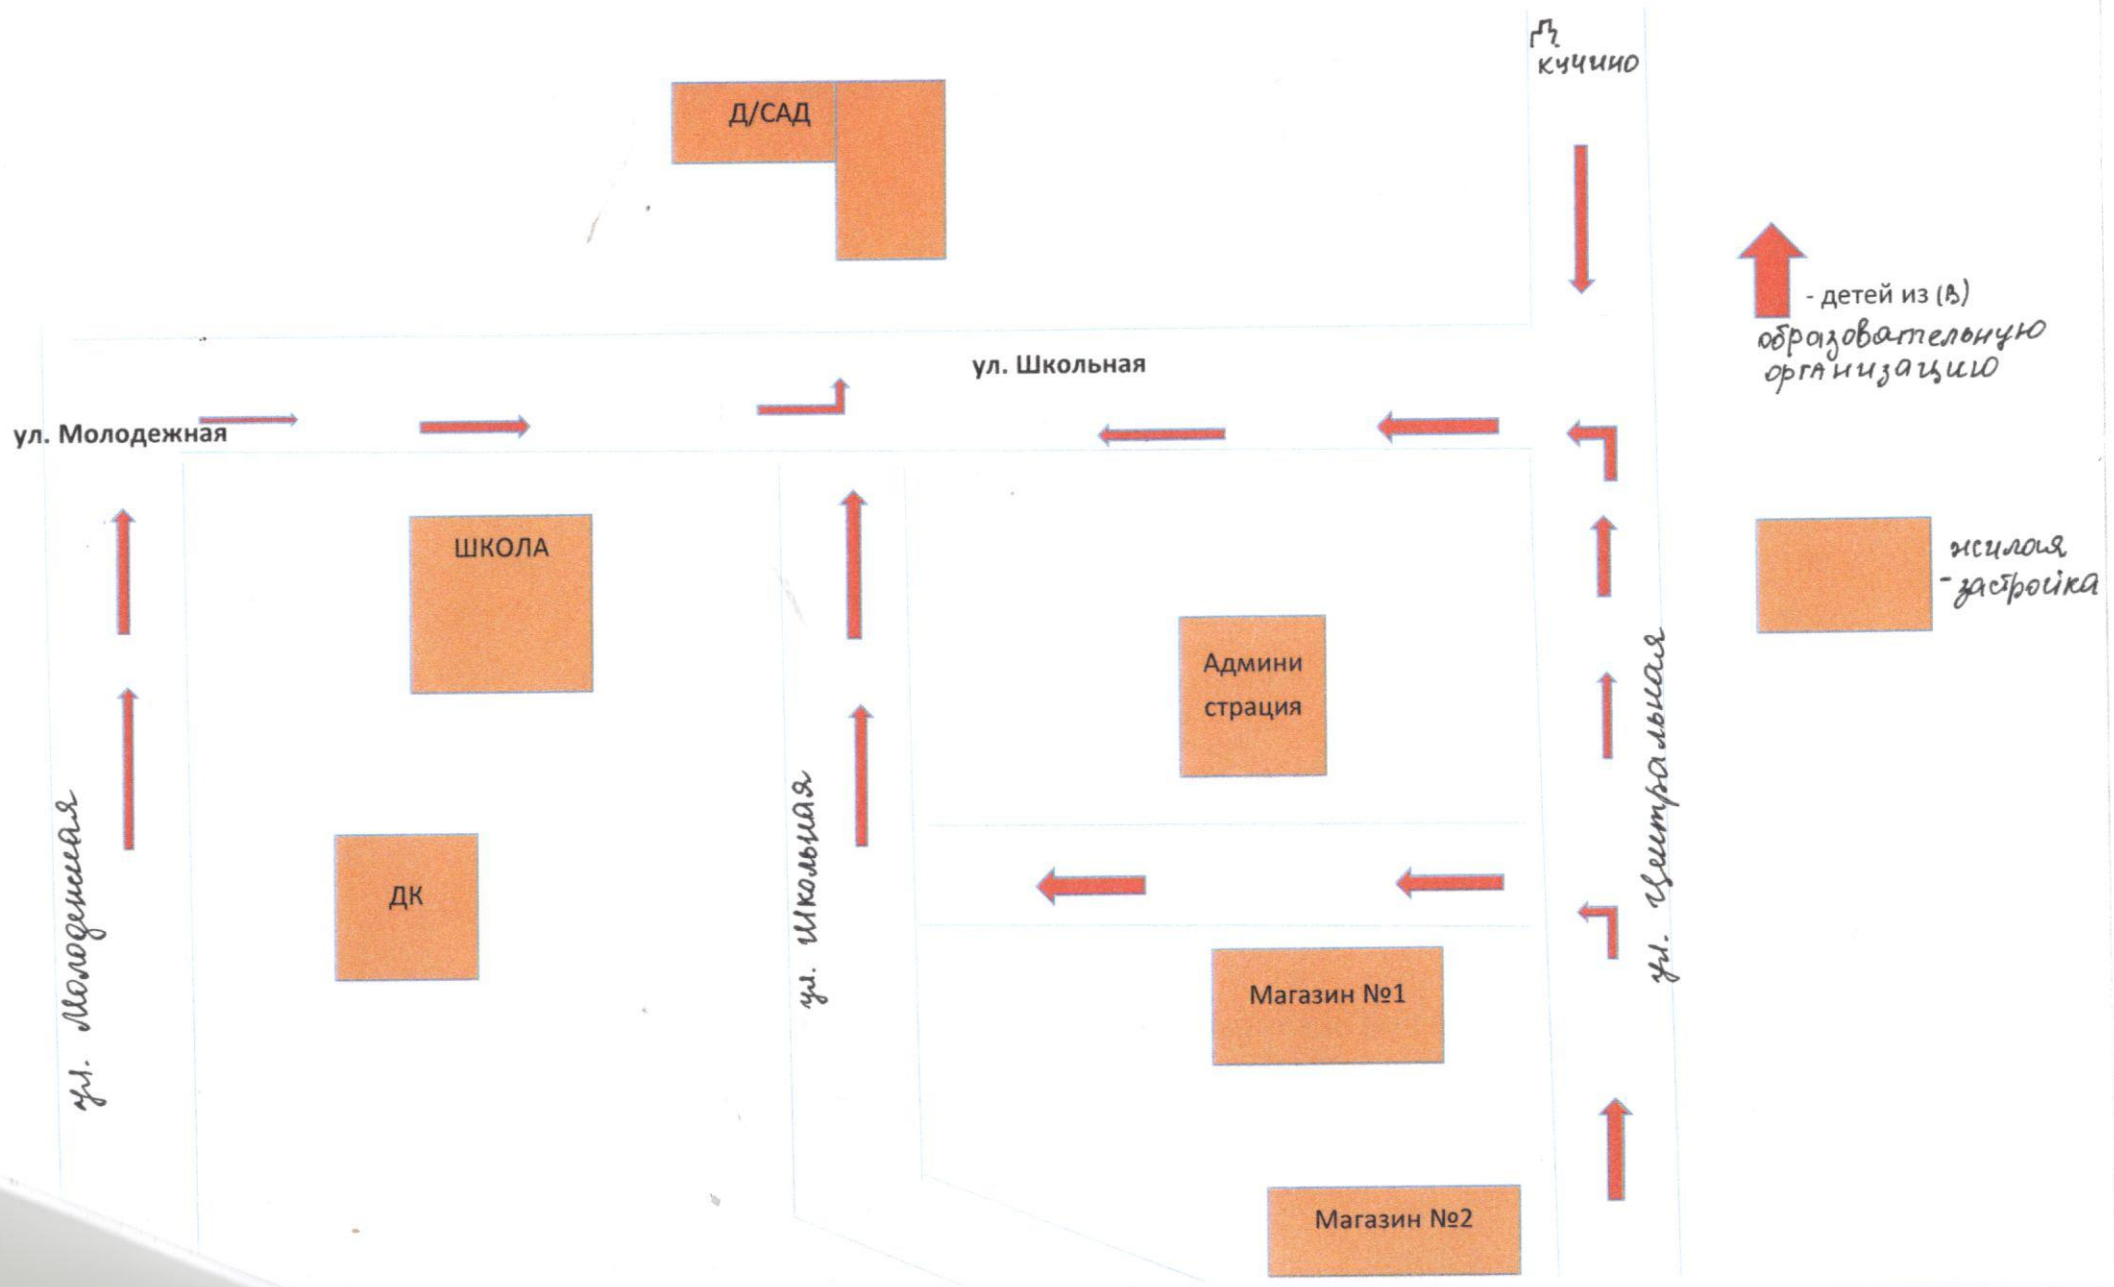 Д.
кучино
Д/САД
- детей из (в)
образовательную
организацию
ул. Школьная
ул. Молодежная
ШКОЛА
жилая
- застройка
Админи
страция
ул. Центральная
ул. Школьная
ул. Молодежная
ДК
Магазин №1
Магазин №2